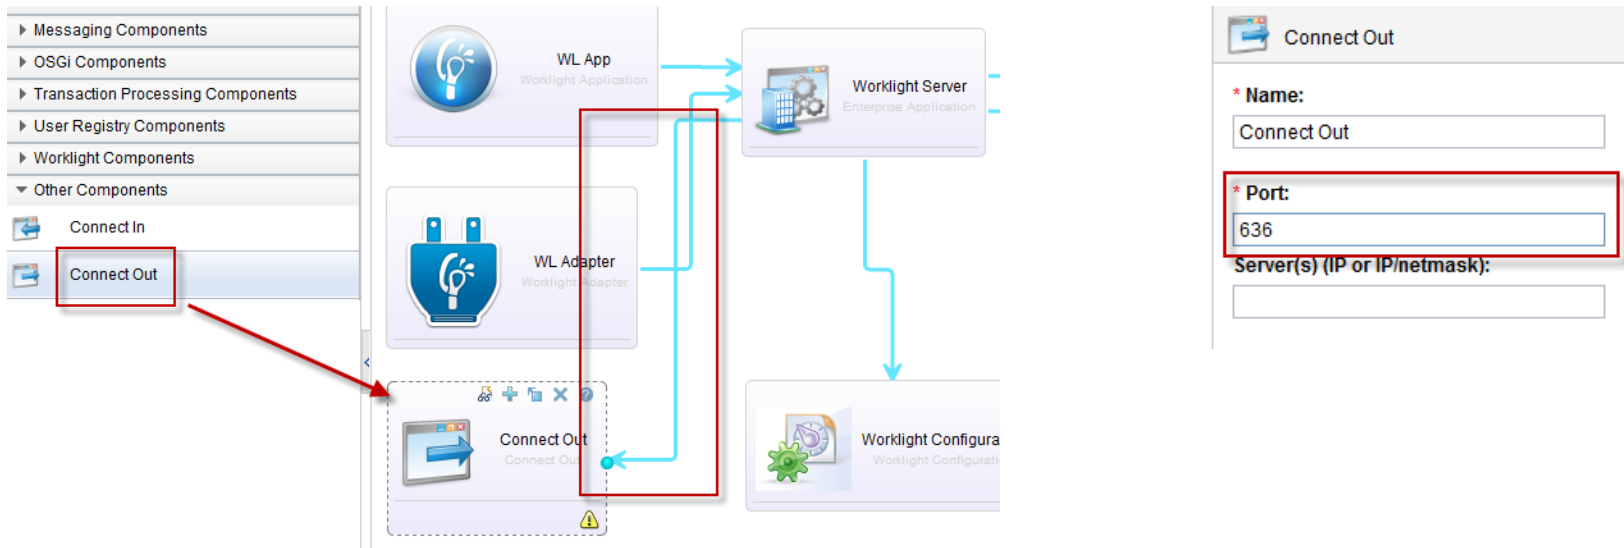 Messaging Components
OSGi Components
Transaction Processing Components
User Registry Components
Worklight Components
Other Components
Connect In
Connect Out
WL App
Worklight Application
Worklight Server
Enterprise Application
WL Adapter
Worklight Adapter
Connect Out
Connect Out
Worklight Configura
Worklight Configurati
Connect Out
* Name:
Connect Out
* Port:
636
Server(s) (IP or IP/netmask):